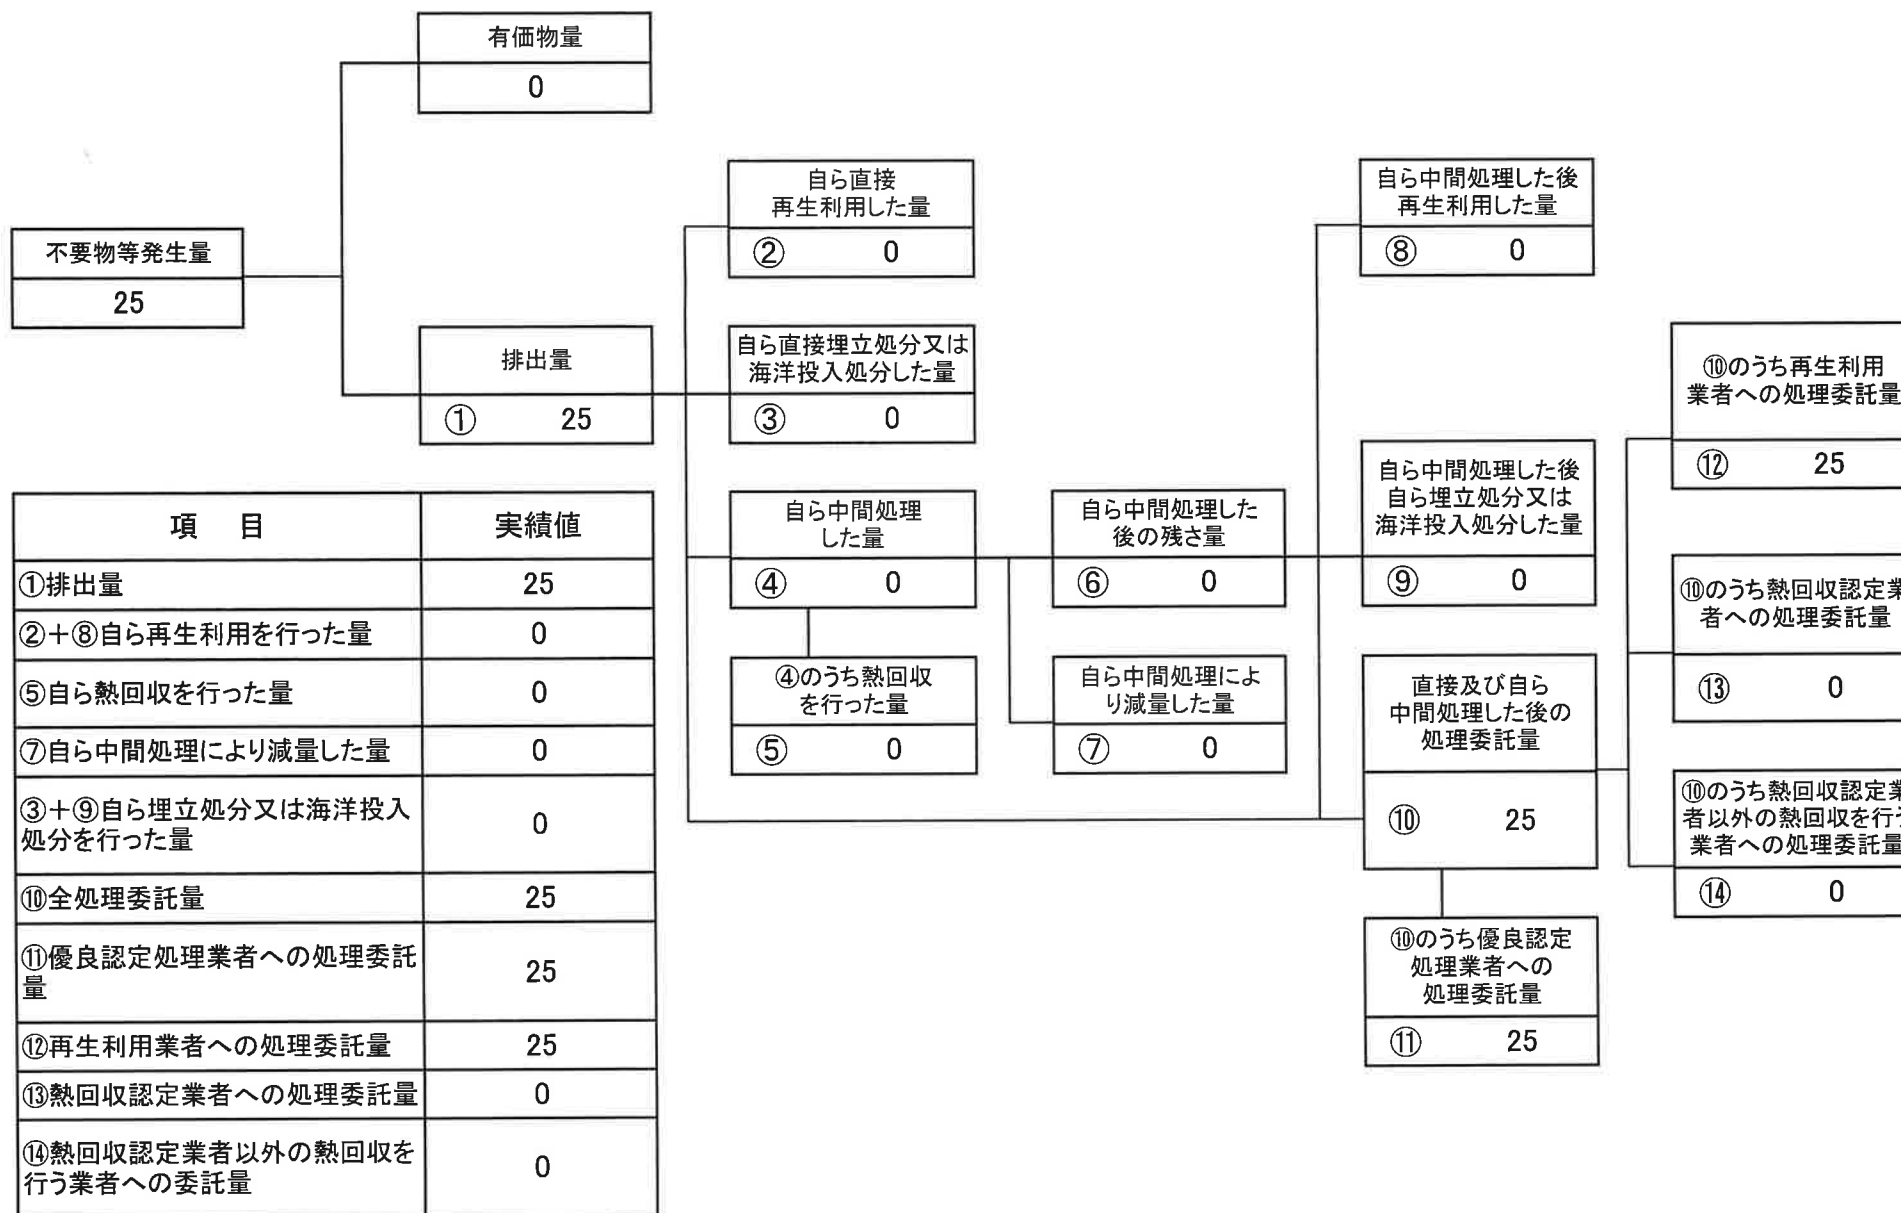 有価物量
0
不要物等発生量
25
排出量
① 25
自ら直接
再生利用した量
② 0
自ら直接埋立処分又は
海洋投入処分した量
③ 0
自ら中間処理
した量
④ 0
④のうち熱回収
を行った量
⑤ 0
自ら中間処理した
後の残さ量
⑥ 0
自ら中間処理によ
り減量した量
⑦ 0
自ら中間処理した後
再生利用した量
⑧ 0
自ら中間処理した後
自ら埋立処分又は
海洋投入処分した量
⑨ 0
直接及び自ら
中間処理した後の
処理委託量
⑩ 25
⑩のうち優良認定
処理業者への
処理委託量
⑪ 25
⑩のうち再生利用
業者への処理委託量
⑫ 25
⑩のうち熱回収認定業
者への処理委託量
⑬ 0
⑩のうち熱回収認定業
者以外の熱回収を行う
業者への処理委託量
⑭ 0
項 目 実績値
①排出量 25
②+⑧自ら再生利用を行った量 0
⑤自ら熱回収を行った量 0
⑦自ら中間処理により減量した量 0
③+⑨自ら埋立処分又は海洋投入
処分を行った量 0
⑩全処理委託量 25
⑪優良認定処理業者への処理委託
量 25
⑫再生利用業者への処理委託量 25
⑬熱回収認定業者への処理委託量 0
⑭熱回収認定業者以外の熱回収を
行う業者への委託量 0